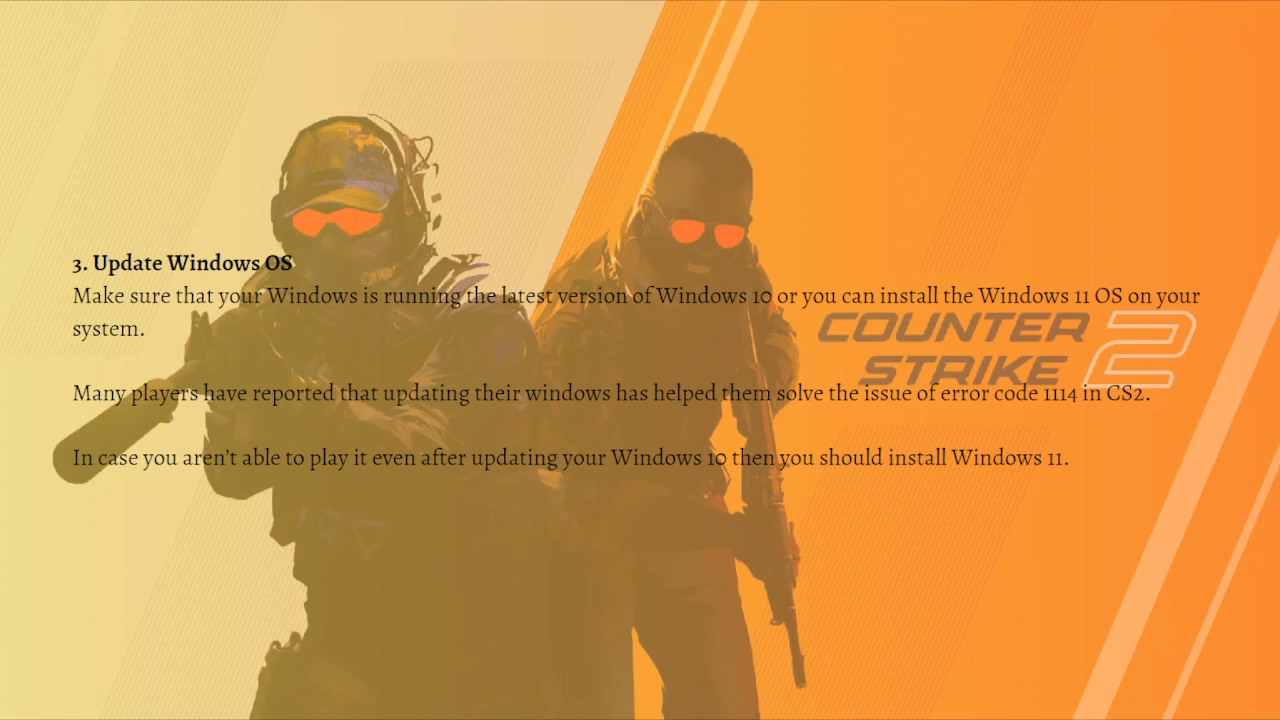 3. Update Windows OS
Make sure that your Windows is running the latest version of Windows 10 or you can install the Windows 11 OS on your
system.
COUNTER
STRIKE 2
Many players have reported that updating their windows has helped them solve the issue of error code 1114 in CS2.
In case you aren't able to play it even after updating your Windows 10 then you should install Windows 11.